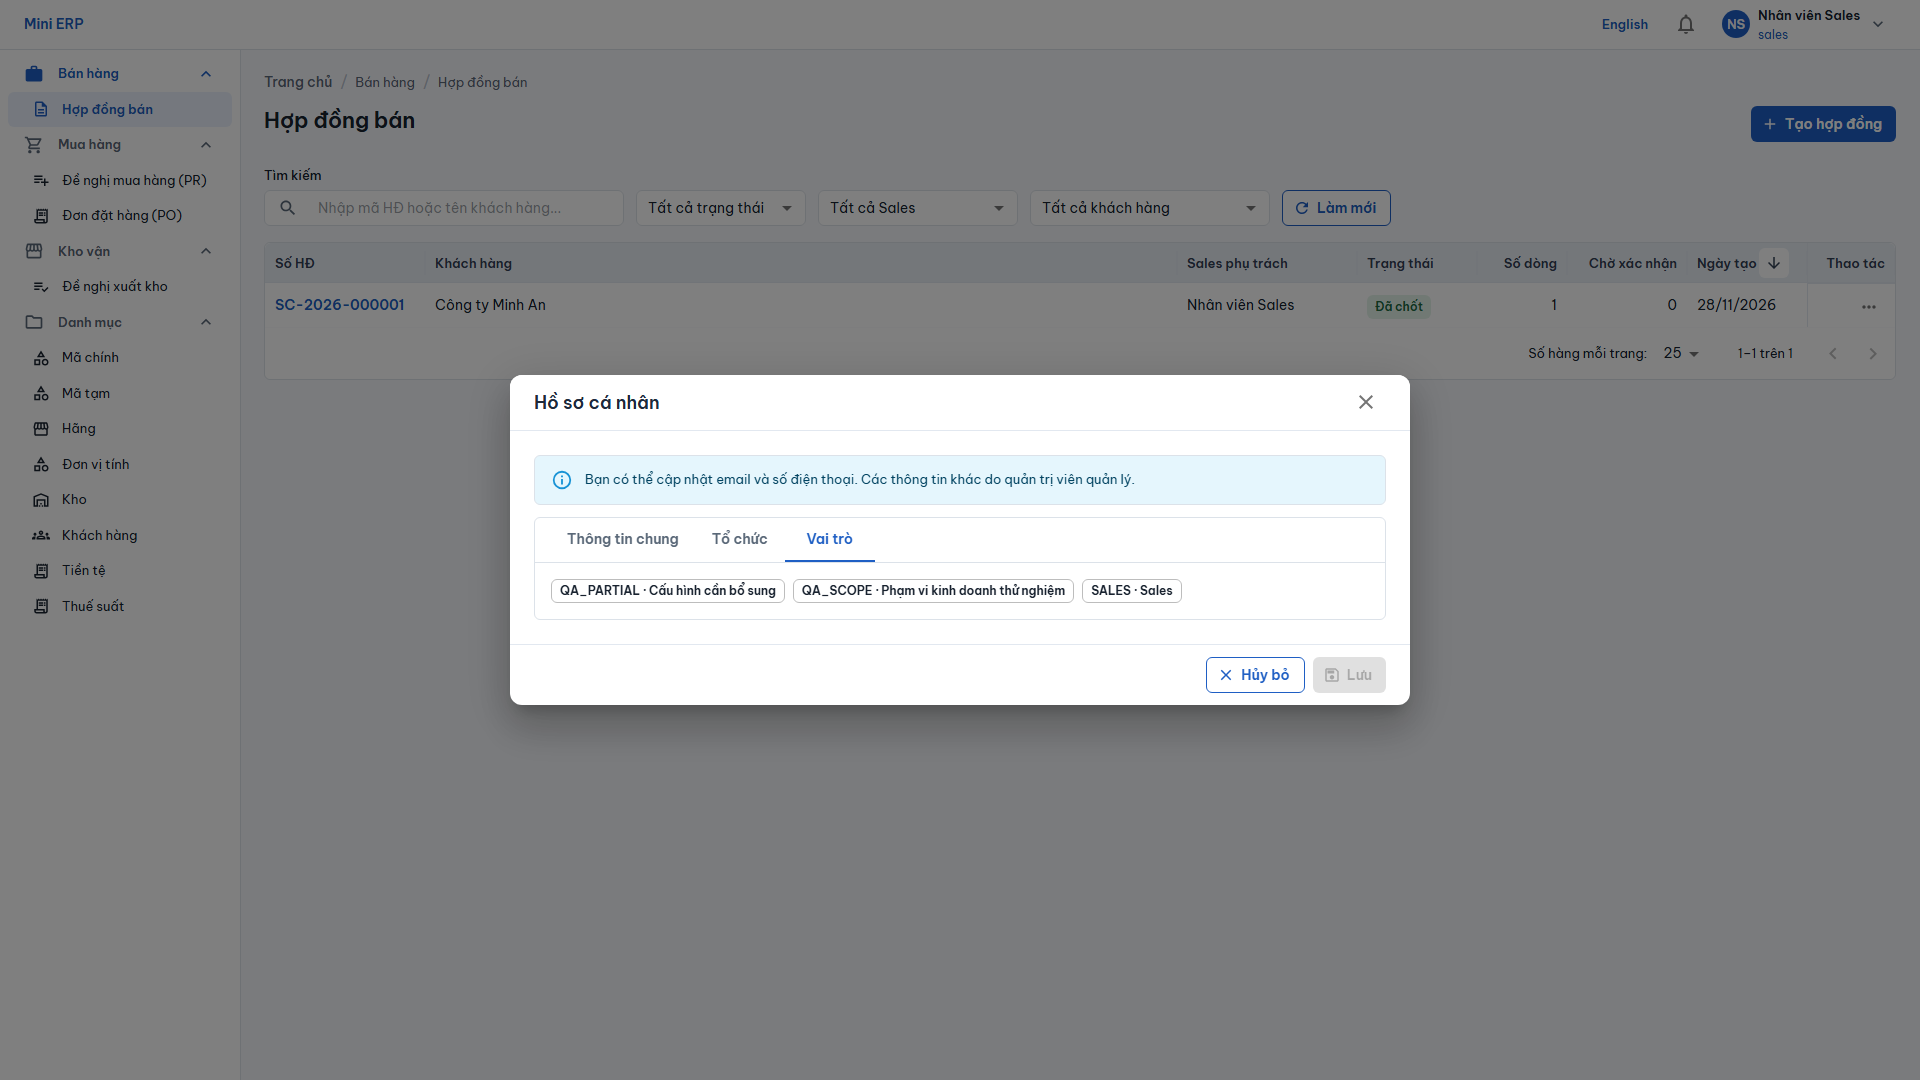 Mini ERP
English
NS
Nhân viên Sales
sales
Bán hàng
Hợp đồng bán
Mua hàng
Đề nghị mua hàng (PR)
Đơn đặt hàng (PO)
Kho vận
Đề nghị xuất kho
Danh mục
Mã chính
Mã tạm
Hãng
Đơn vị tính
Kho
Khách hàng
Tiền tệ
Thuế suất
Trang chủ / Bán hàng / Hợp đồng bán
Hợp đồng bán
Tạo hợp đồng
Tìm kiếm
Nhập mã HĐ hoặc tên khách hàng... Tất cả trạng thái Tất cả Sales Tất cả khách hàng Làm mới
Số HĐ Khách hàng Sales phụ trách Trạng thái Số dòng Chờ xác nhận Ngày tạo Thao tác
SC-2026-000001 Công ty Minh An Nhân viên Sales Đã chốt 1 0 28/11/2026
Số hàng mỗi trang: 25 1–1 trên 1
Hồ sơ cá nhân
Bạn có thể cập nhật email và số điện thoại. Các thông tin khác do quản trị viên quản lý.
Thông tin chung Tổ chức Vai trò
QA_PARTIAL · Cấu hình cần bổ sung QA_SCOPE · Phạm vi kinh doanh thử nghiệm SALES · Sales
Hủy bỏ Lưu